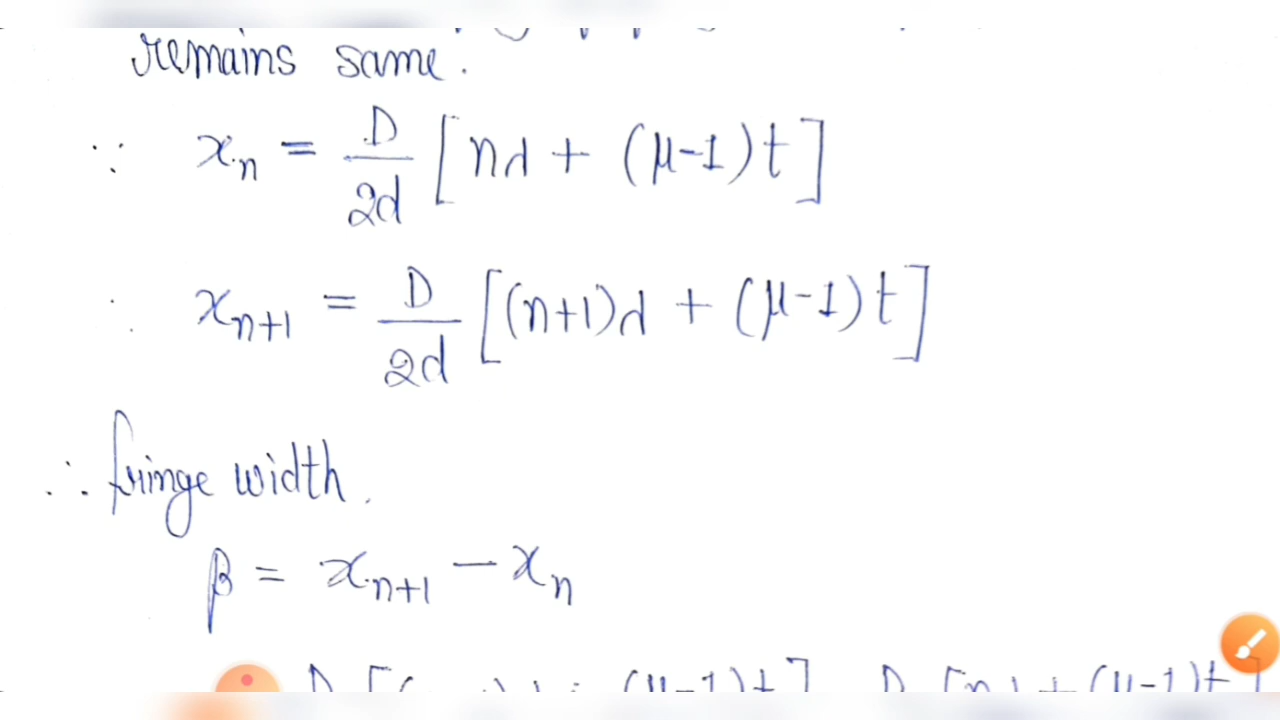 remains same.
∵ xₙ = D/2d [nλ + (μ-1)t]
∴ xₙ₊₁ = D/2d [(n+1)λ + (μ-1)t]
∴ fringe width.
β = xₙ₊₁ − xₙ